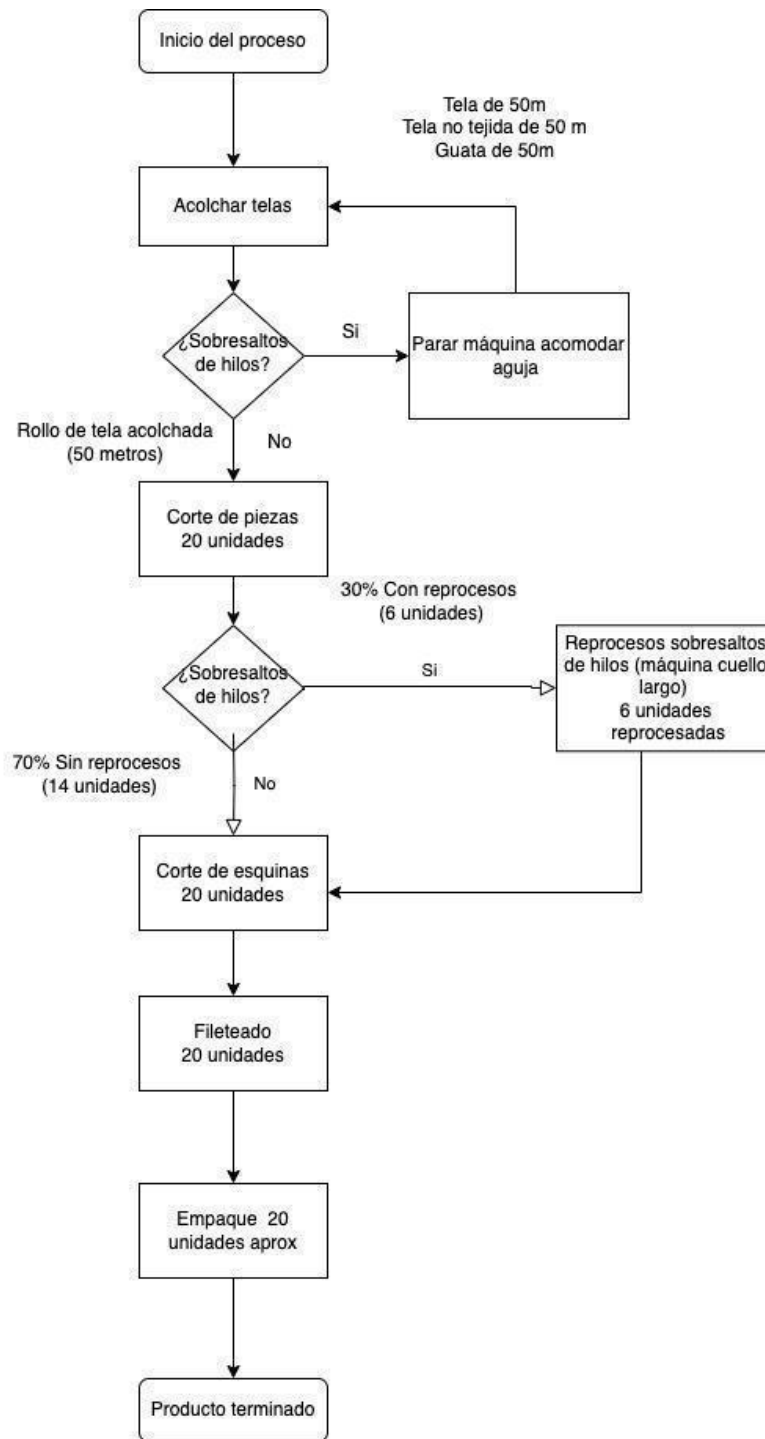 Inicio del proceso
Tela de 50m
Tela no tejida de 50 m
Guata de 50m
Acolchar telas
¿Sobresaltos
de hilos?
Si
Parar máquina acomodar
aguja
Rollo de tela acolchada
(50 metros)
No
Corte de piezas
20 unidades
30% Con reprocesos
(6 unidades)
¿Sobresaltos
de hilos?
Si
Reprocesos sobresaltos
de hilos (máquina cuello
largo)
6 unidades
reprocesadas
70% Sin reprocesos
(14 unidades)
No
Corte de esquinas
20 unidades
Fileteado
20 unidades
Empaque 20
unidades aprox
Producto terminado